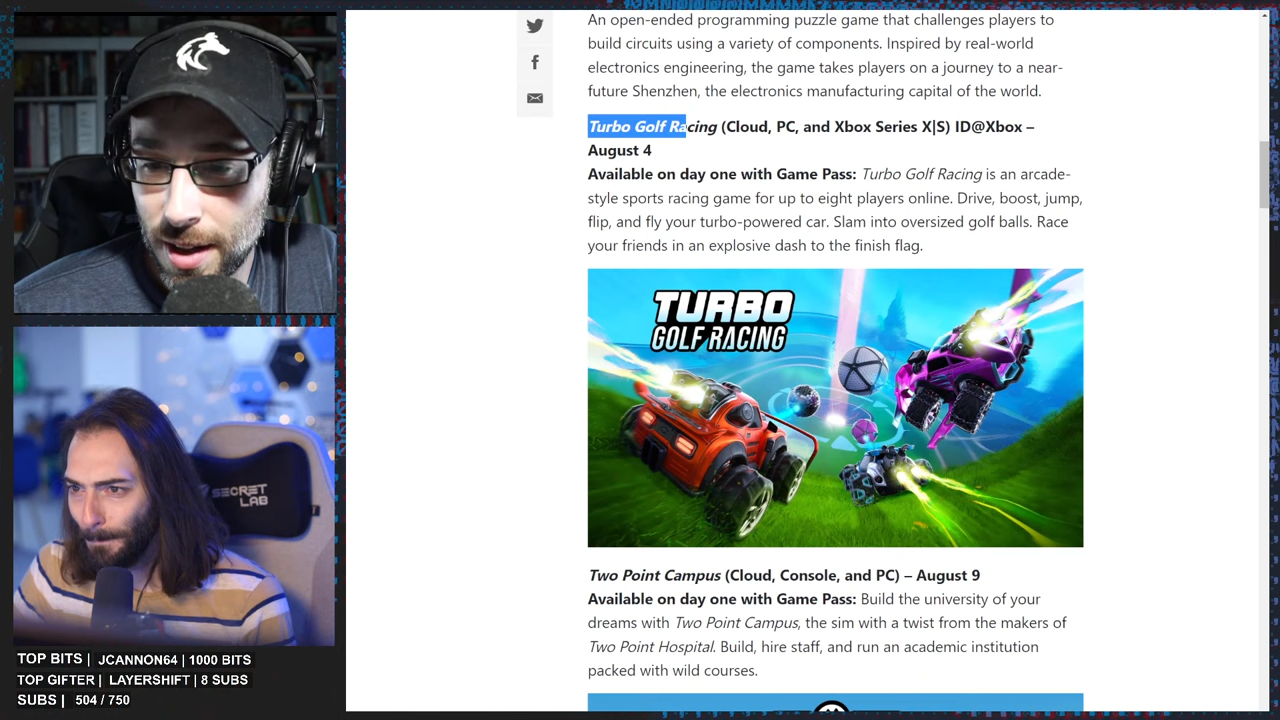 An open-ended programming puzzle game that challenges players to
build circuits using a variety of components. Inspired by real-world
electronics engineering, the game takes players on a journey to a near-
future Shenzhen, the electronics manufacturing capital of the world.
Turbo Golf Racing (Cloud, PC, and Xbox Series X|S) ID@Xbox –
August 4
Available on day one with Game Pass: Turbo Golf Racing is an arcade-
style sports racing game for up to eight players online. Drive, boost, jump,
flip, and fly your turbo-powered car. Slam into oversized golf balls. Race
your friends in an explosive dash to the finish flag.
TURBO
GOLF RACING
Two Point Campus (Cloud, Console, and PC) – August 9
Available on day one with Game Pass: Build the university of your
dreams with Two Point Campus, the sim with a twist from the makers of
Two Point Hospital. Build, hire staff, and run an academic institution
packed with wild courses.
SECRET
LAB
TOP BITS | JCANNON64 | 1000 BITS
TOP GIFTER | LAYERSHIFT | 8 SUBS
SUBS | 504 / 750